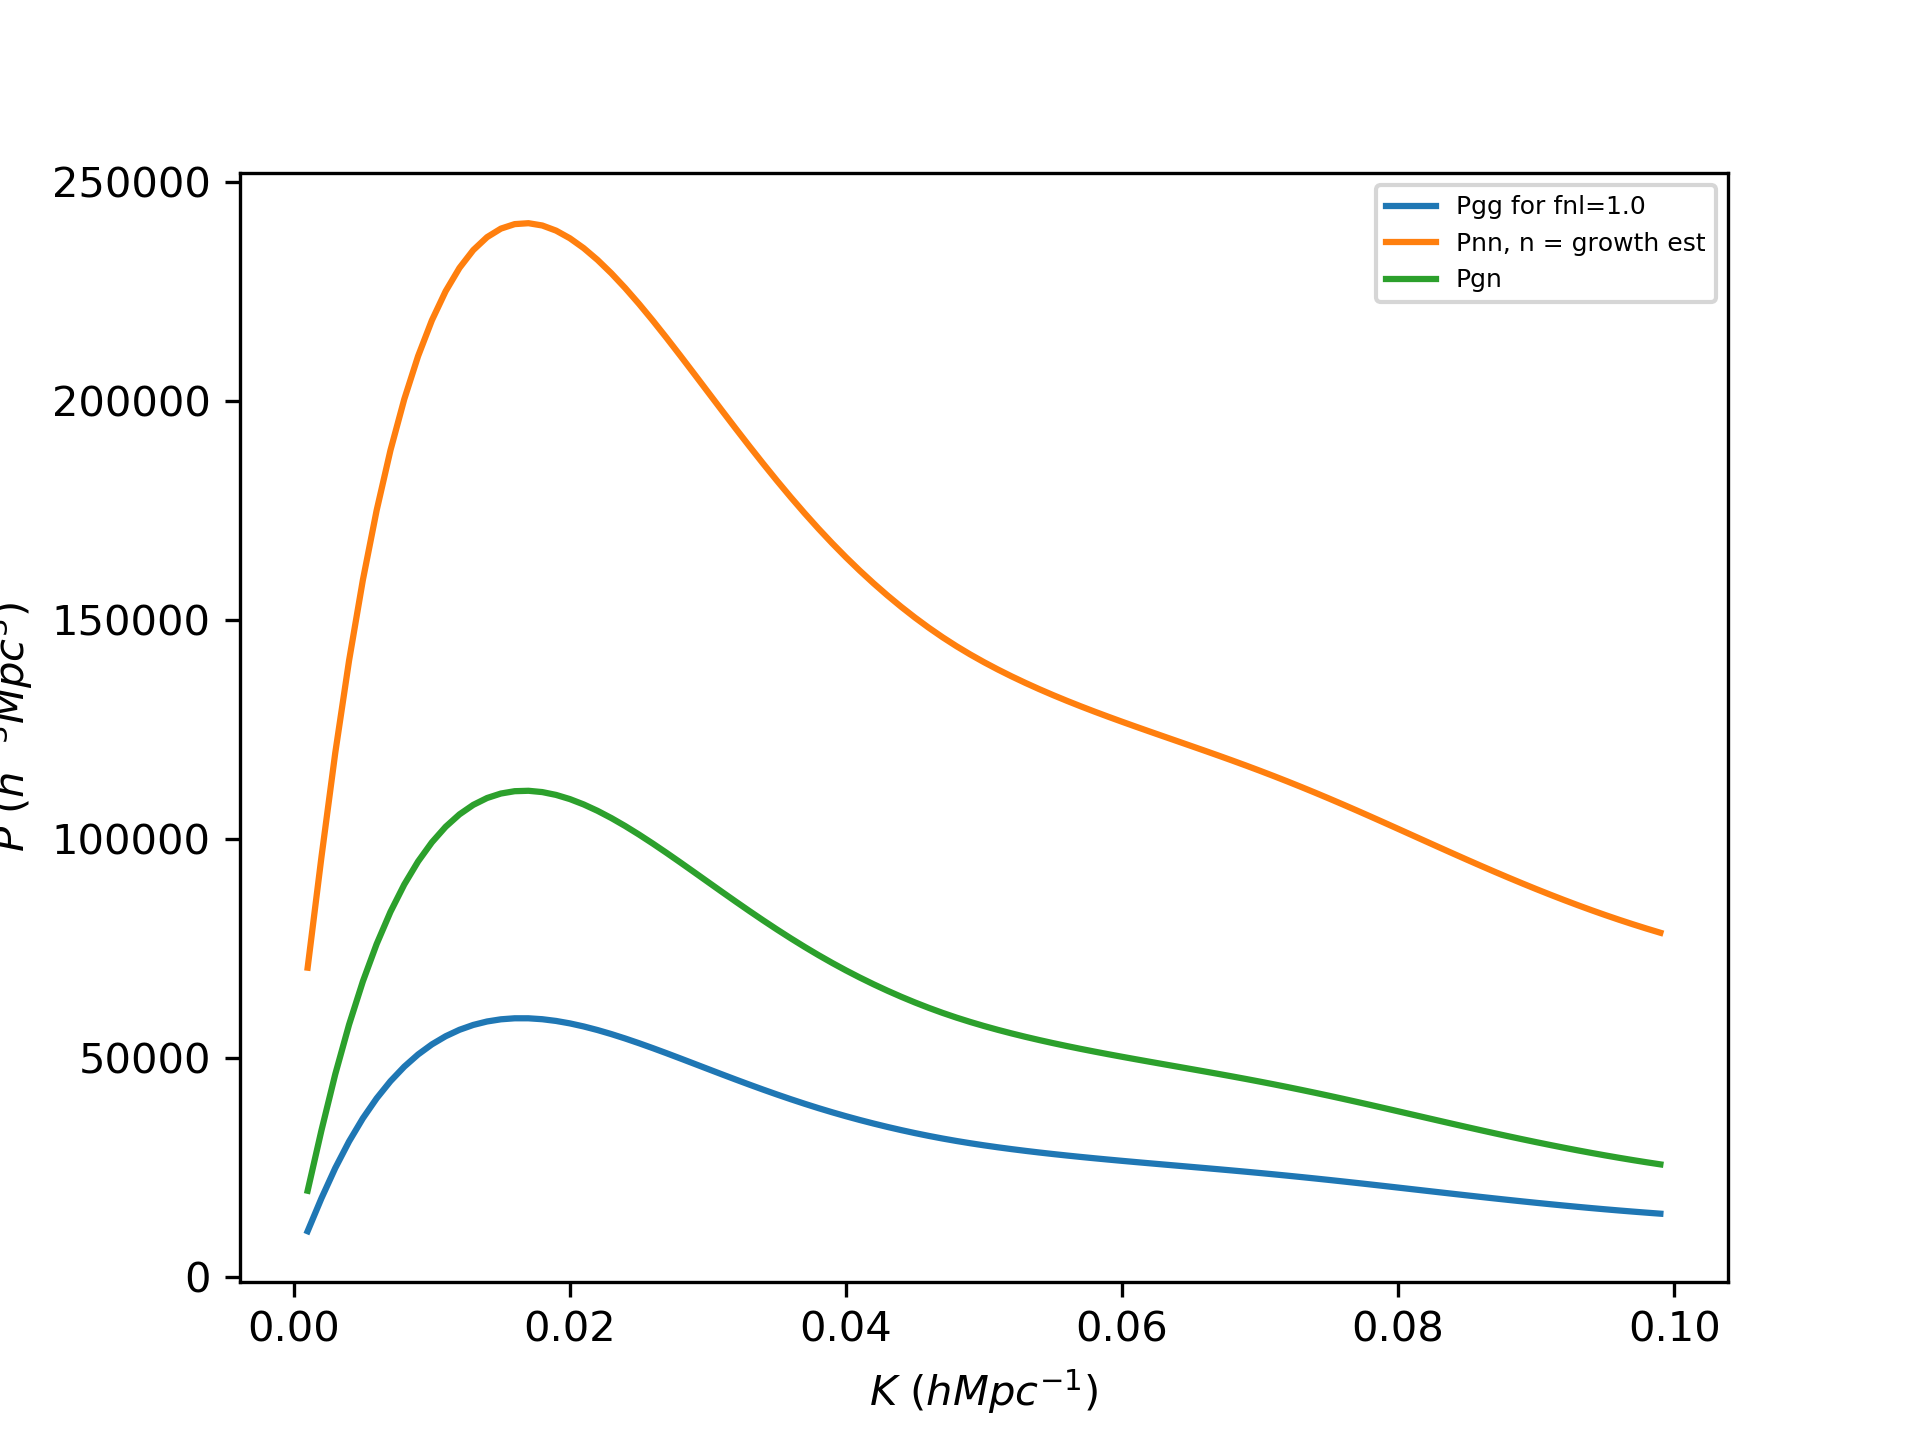 250000
200000
150000
100000
50000
0
0.00 0.02 0.04 0.06 0.08 0.10
K (hMpc⁻¹)
Pgg for fnl=1.0
Pnn, n = growth est
Pgn